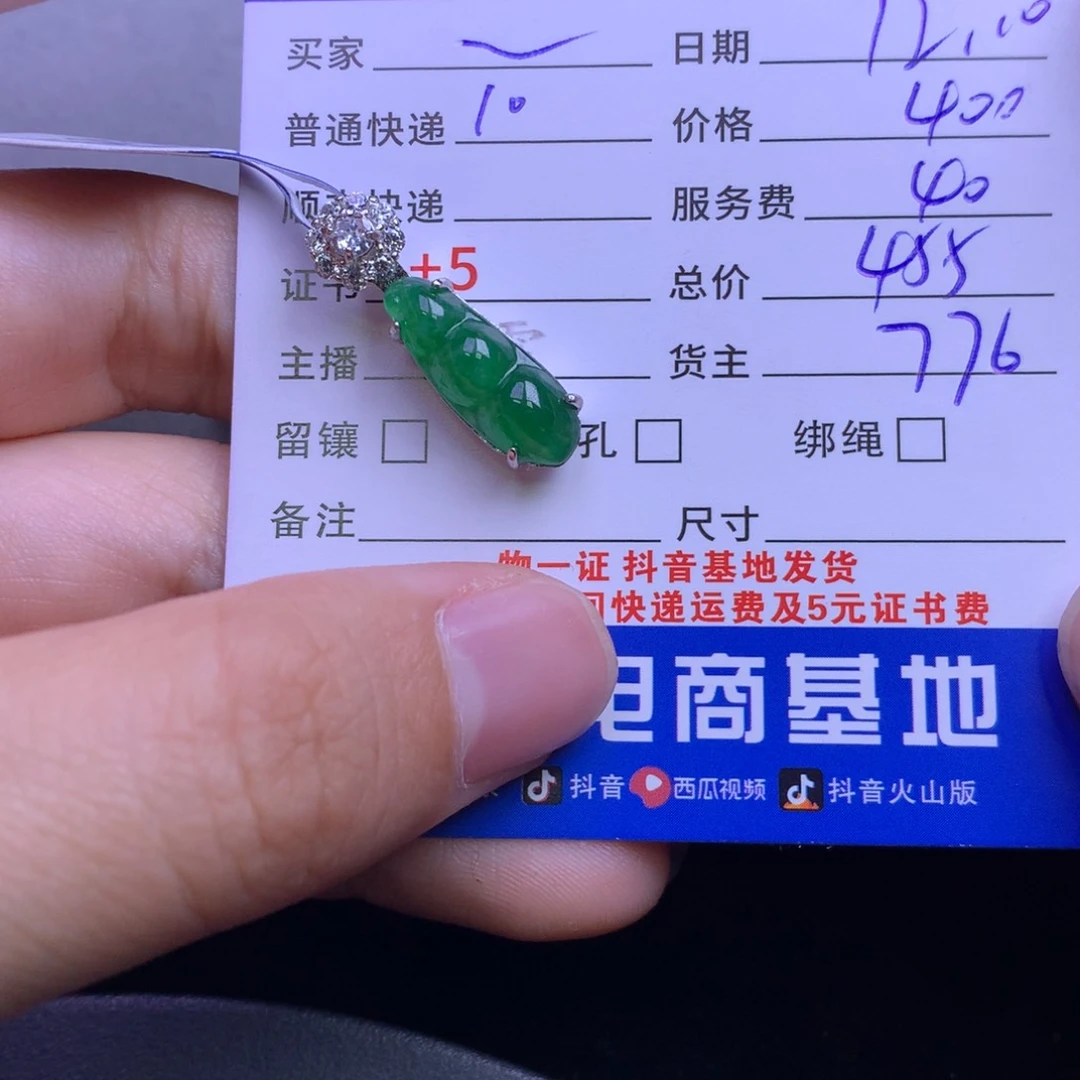 买家 日期 12.10
普通快递 10 价格 400
顺丰快递 服务费 40
证书 +5 总价 455
主播 货主 776
留镶 □ 孔 □ 绑绳 □
备注 尺寸
物一证 抖音基地发货
快递运费及5元证书费
电商基地
抖音 西瓜视频 抖音火山版